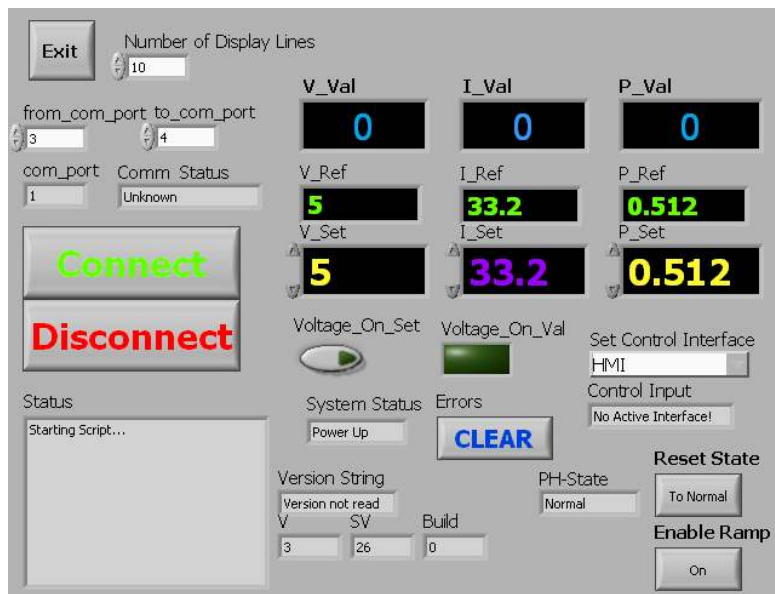 Exit
Number of Display Lines
10
from_com_port to_com_port
3
4
com_port Comm Status
1
Unknown
Connect
Disconnect
V_Val I_Val P_Val
0 0 0
V_Ref I_Ref P_Ref
5 33.2 0.512
V_Set I_Set P_Set
5 33.2 0.512
Voltage_On_Set Voltage_On_Val
Set Control Interface
HMI
Control Input
No Active Interface!
Status
Starting Script...
System Status Errors
Power Up
CLEAR
Version String
Version not read
V SV Build
3 26 0
PH-State
Normal
Reset State
To Normal
Enable Ramp
On